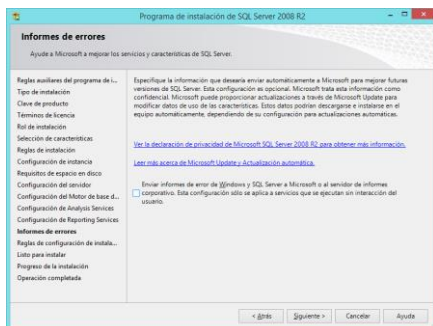 Programa de instalación de SQL Server 2008 R2
Informes de errores
Ayude a Microsoft a mejorar los servicios y características de SQL Server.
Reglas auxiliares del programa de i...
Tipo de instalación
Clave de producto
Términos de licencia
Rol de instalación
Selección de características
Reglas de instalación
Configuración de instancia
Requisitos de espacio en disco
Configuración del servidor
Configuración del Motor de base d...
Configuración de Analysis Services
Configuración de Reporting Services
Informes de errores
Reglas de configuración de instala...
Listo para instalar
Progreso de la instalación
Operación completada
Especifique la información que desearía enviar automáticamente a Microsoft para mejorar futuras
versiones de SQL Server. Esta configuración es opcional. Microsoft trata esta información como
confidencial. Microsoft puede proporcionar actualizaciones a través de Microsoft Update para
modificar datos de uso de las características. Estos datos podrían descargarse e instalarse en el
equipo automáticamente, dependiendo de su configuración para actualizaciones automáticas.
Ver la declaración de privacidad de Microsoft SQL Server 2008 R2 para obtener más información.
Leer más acerca de Microsoft Update y Actualización automática.
Enviar informes de error de Windows y SQL Server a Microsoft o al servidor de informes
corporativo. Esta configuración sólo se aplica a servicios que se ejecutan sin interacción del
usuario.
< Atrás Siguiente > Cancelar Ayuda